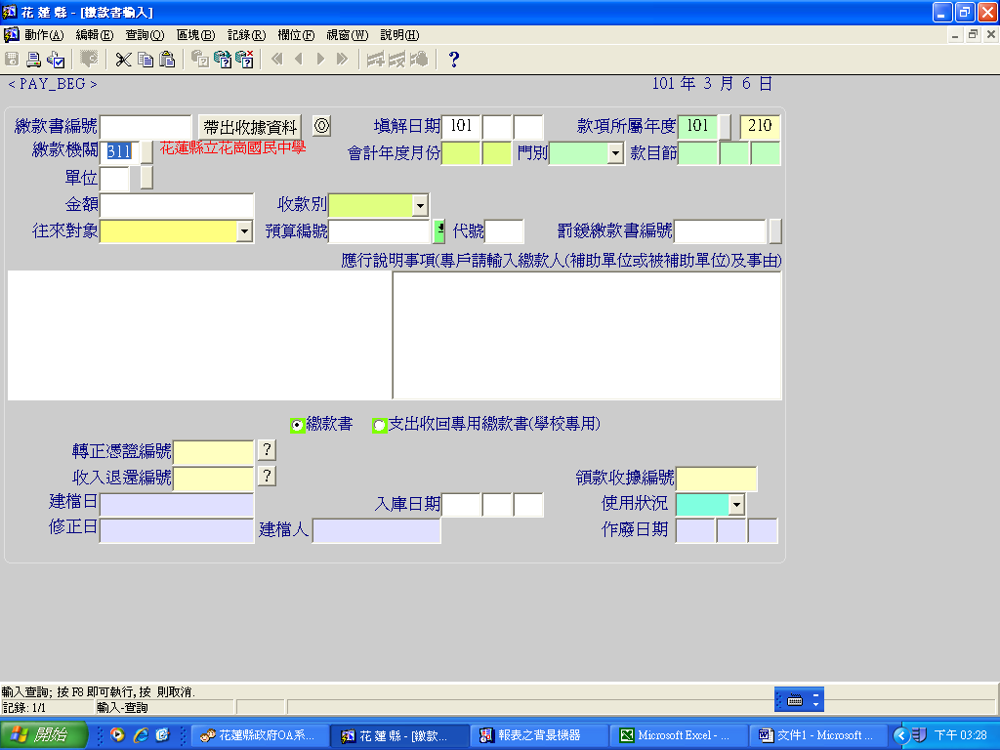 花 蓮 縣 - [繳款書輸入]
動作(A) 編輯(E) 查詢(Q) 區塊(B) 記錄(R) 欄位(F) 視窗(W) 說明(H)
< PAY_BEG > 101 年 3 月 6 日
繳款書編號 帶出收據資料 ◎ 填解日期 101 款項所屬年度 101 210
繳款機關 311 花蓮縣立花崗國民中學 會計年度月份 門別 款目節
單位
金額 收款別
往來對象 預算編號 代號 罰鍰繳款書編號
應行說明事項(專戶請輸入繳款人(補助單位或被補助單位)及事由)
繳款書 支出收回專用繳款書(學校專用)
轉正憑證編號 ?
收入退還編號 ? 領款收據編號
建檔日 入庫日期 使用狀況
修正日 建檔人 作廢日期
輸入查詢; 按 F8 即可執行, 按 則取消.
記錄: 1/1 輸入-查詢
開始 花蓮縣政府OA系... 花 蓮 縣 - [繳款... 報表之背景機器 Microsoft Excel - ... 文件1 - Microsoft ... 下午 03:28